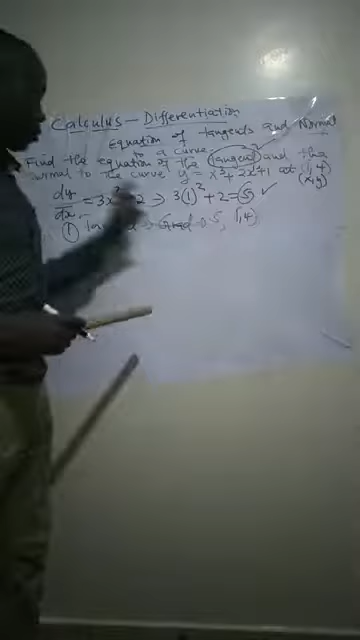 Calculus - Differentiation
Equation of tangents and Normal
to a curve.
Find the equation of the tangent and the
normal to the curve y = x³ + 2x + 1 at (1, 4)
(x, y)
dy/dx = 3x² + 2 ⇒ 3(1)² + 2 = 5 ✓
① ⇒ Grad = 5, (1, 4)